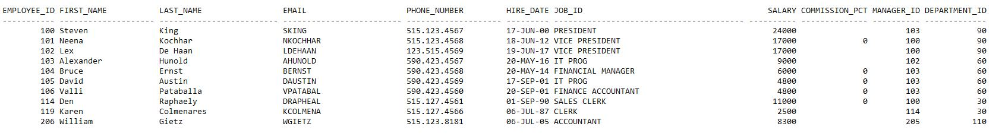 EMPLOYEE_ID FIRST_NAME LAST_NAME EMAIL PHONE_NUMBER HIRE_DATE JOB_ID SALARY COMMISSION_PCT MANAGER_ID DEPARTMENT_ID
----------- -------------------- ------------------------- ------------------------- -------------------- --------- ---------------------------------------- ---------- -------------- ---------- -------------
100 Steven King SKING 515.123.4567 17-JUN-00 PRESIDENT 24000 103 90
101 Neena Kochhar NKOCHHAR 515.123.4568 18-JUN-12 VICE PRESIDENT 17000 0 100 90
102 Lex De Haan LDEHAAN 123.515.4569 19-JUN-17 VICE PRESIDENT 17000 100 90
103 Alexander Hunold AHUNOLD 590.423.4567 20-MAY-16 IT PROG 9000 102 60
104 Bruce Ernst BERNST 590.423.4568 20-MAY-14 FINANCIAL MANAGER 6000 0 103 60
105 David Austin DAUSTIN 590.423.4569 17-SEP-01 IT PROG 4800 0 103 60
106 Valli Pataballa VPATABAL 590.423.4560 20-SEP-01 FINANCE ACCOUNTANT 4800 0 103 60
114 Den Raphaely DRAPHEAL 515.127.4561 01-SEP-90 SALES CLERK 11000 0 100 30
119 Karen Colmenares KCOLMENA 515.127.4566 06-JUL-87 CLERK 2500 114 30
206 William Gietz WGIETZ 515.123.8181 06-JUL-05 ACCOUNTANT 8300 205 110